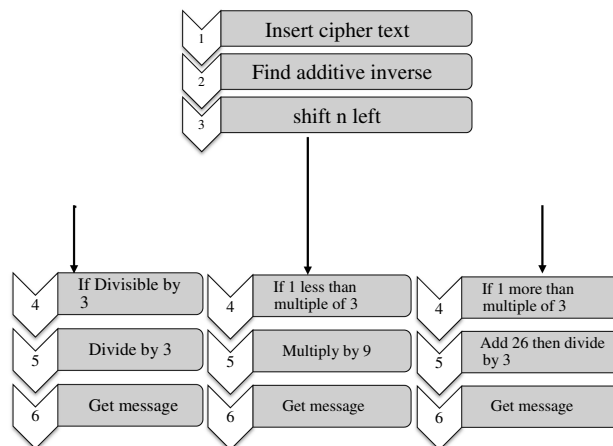 1
Insert cipher text
2
Find additive inverse
3
shift n left
4
If Divisible by
3
5
Divide by 3
6
Get message
4
If 1 less than
multiple of 3
5
Multiply by 9
6
Get message
4
If 1 more than
multiple of 3
5
Add 26 then divide
by 3
6
Get message